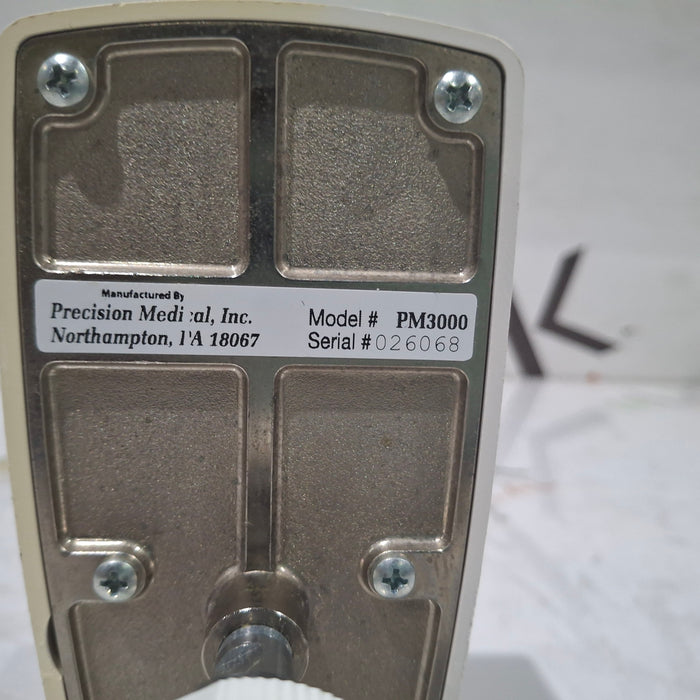 Manufactured By
Precision Medical, Inc.
Northampton, PA 18067
Model # PM3000
Serial # 026068